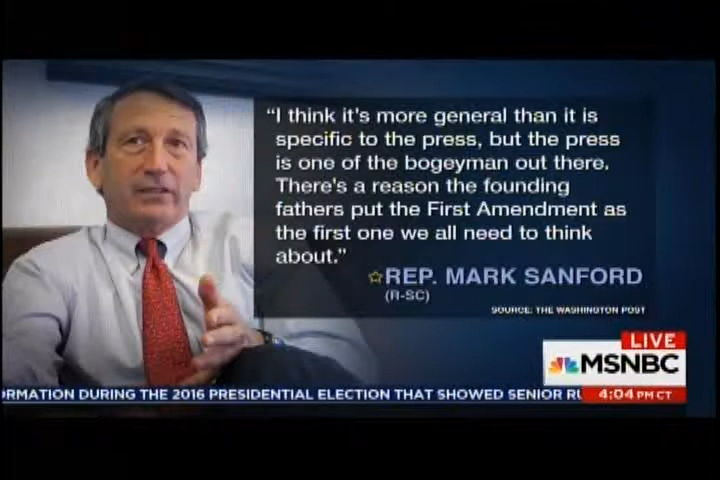 “I think it's more general than it is
specific to the press, but the press
is one of the bogeyman out there.
There's a reason the founding
fathers put the First Amendment as
the first one we all need to think
about.”
REP. MARK SANFORD
(R-SC)
SOURCE: THE WASHINGTON POST
LIVE
MSNBC
ORMATION DURING THE 2016 PRESIDENTIAL ELECTION THAT SHOWED SENIOR RU
4:04 PM CT